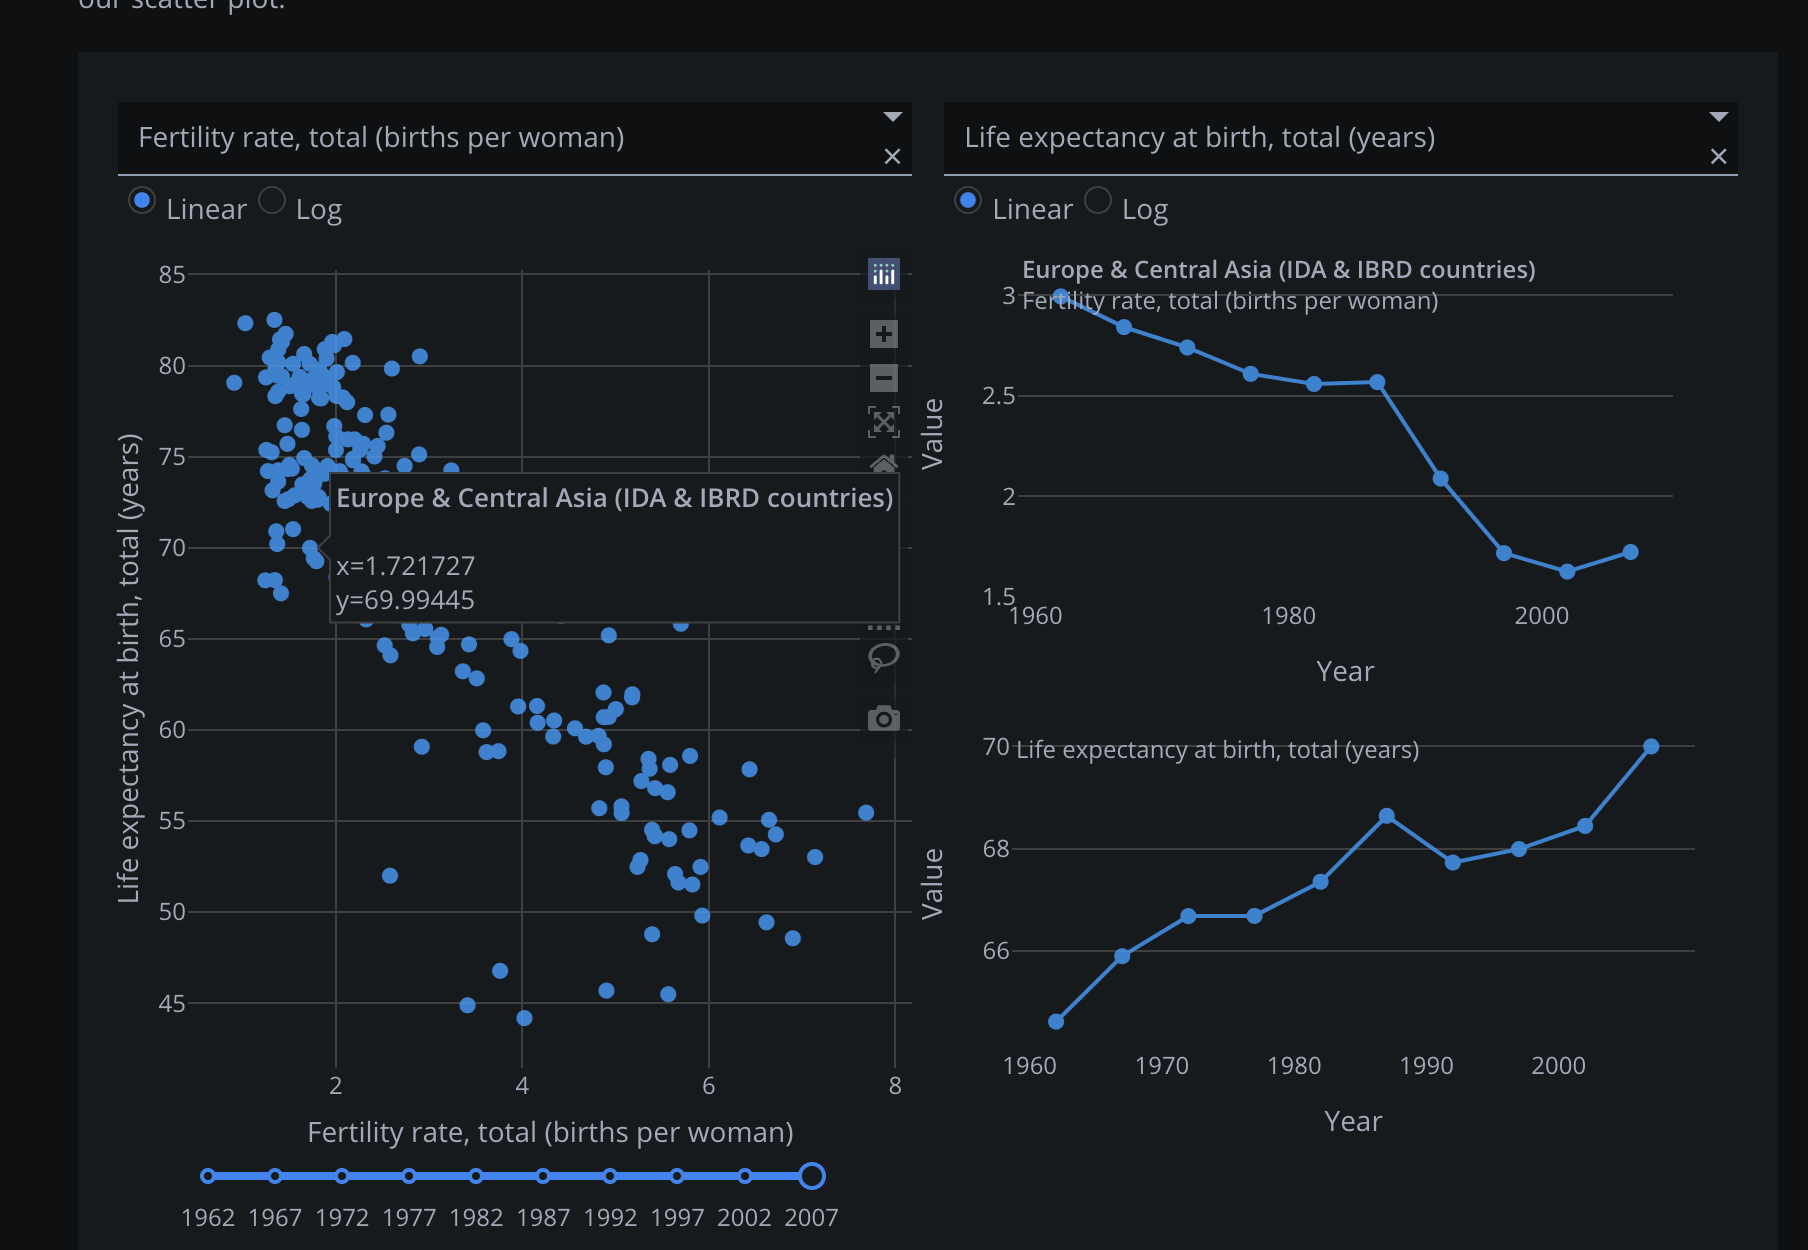 our scatter plot.
Fertility rate, total (births per woman)
Linear Log
85
80
75
70
65
60
55
50
45
Life expectancy at birth, total (years)
Europe & Central Asia (IDA & IBRD countries)
x=1.721727
y=69.99445
2 4 6 8
Fertility rate, total (births per woman)
1962 1967 1972 1977 1982 1987 1992 1997 2002 2007
Life expectancy at birth, total (years)
Linear Log
Europe & Central Asia (IDA & IBRD countries)
Fertility rate, total (births per woman)
3
2.5
2
1.5
Value
1960 1980 2000
Year
Life expectancy at birth, total (years)
70
68
66
Value
1960 1970 1980 1990 2000
Year